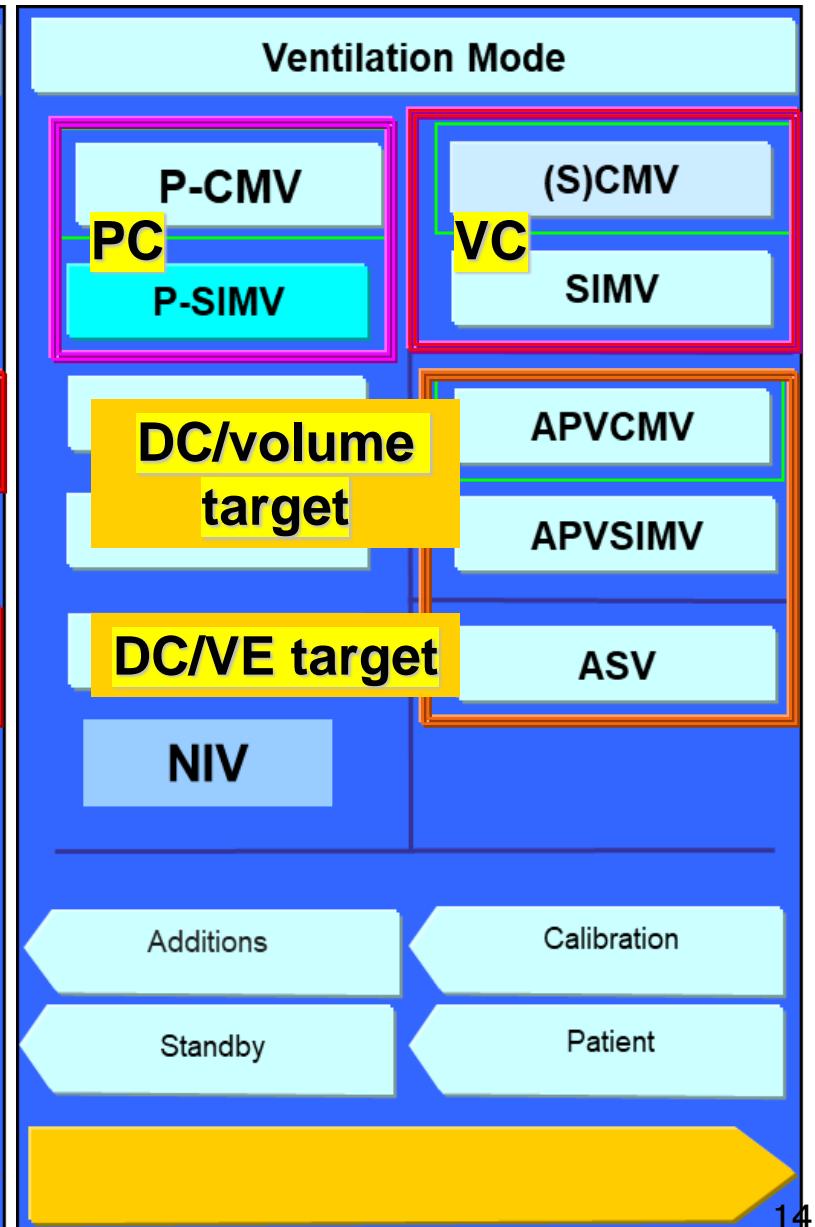 Ventilation Mode
P-CMV
(S)CMV
PC
VC
P-SIMV
SIMV
DC/volume
target
APVCMV
APVSIMV
DC/VE target
ASV
NIV
Additions
Calibration
Standby
Patient
14